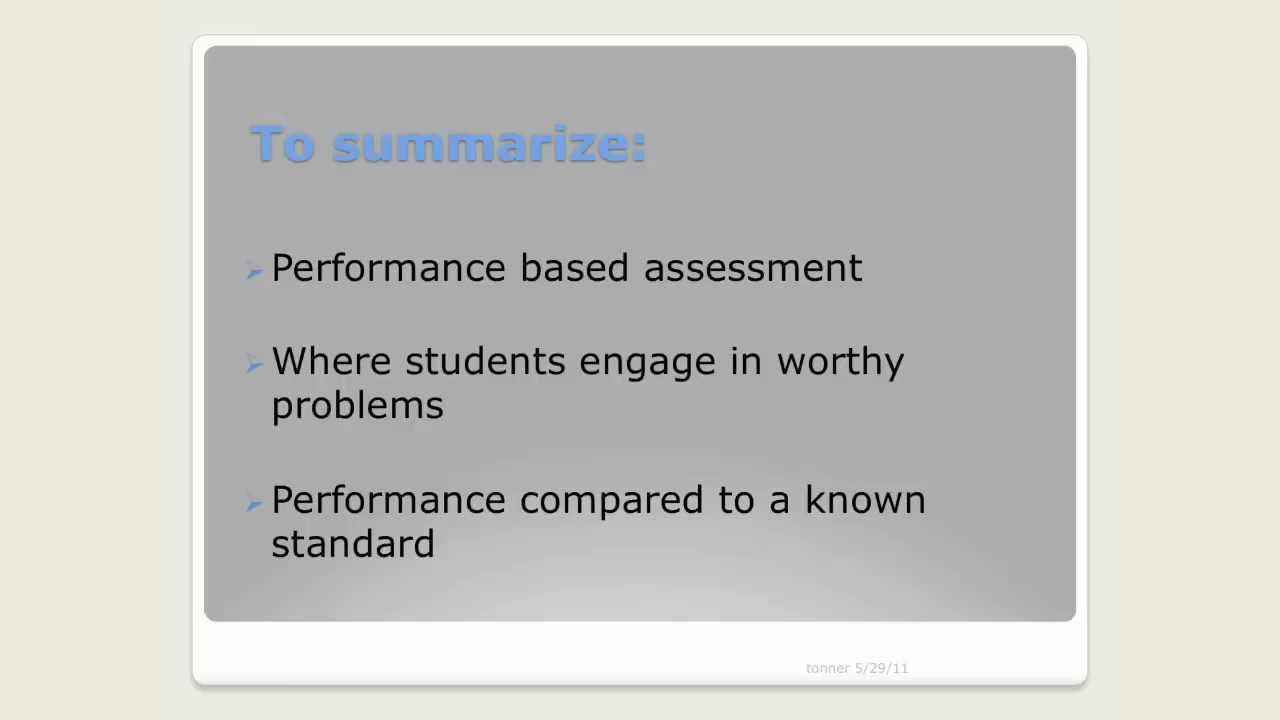 To summarize:
Performance based assessment
Where students engage in worthy
problems
Performance compared to a known
standard
tonner 5/29/11